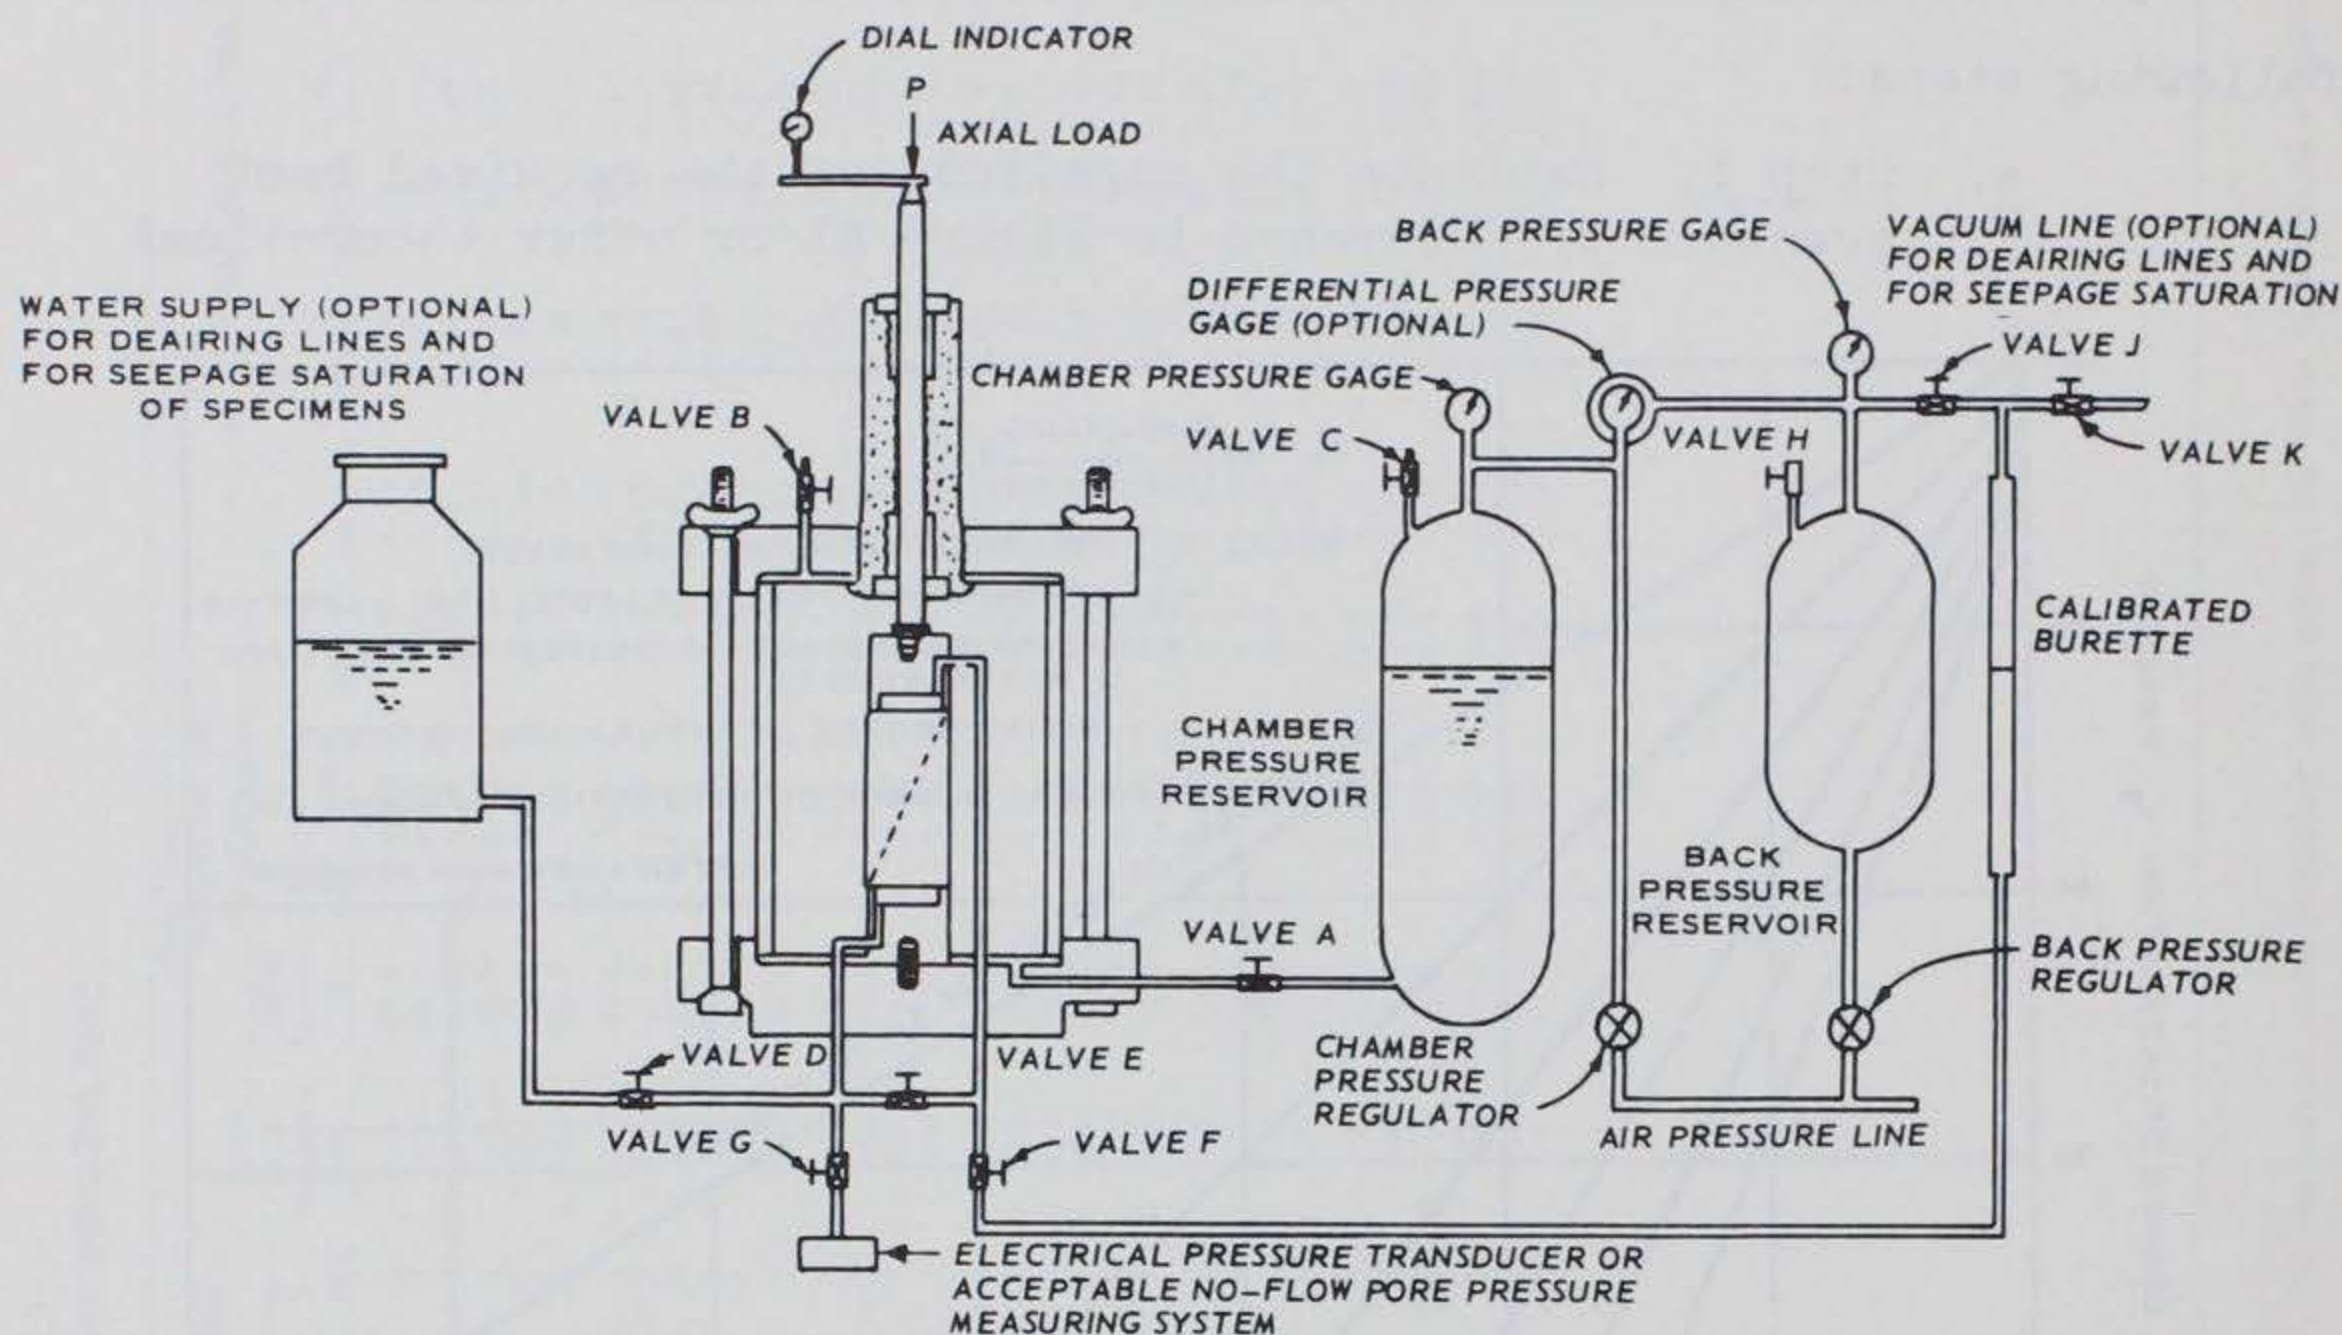 DIAL INDICATOR
P
AXIAL LOAD
BACK PRESSURE GAGE
VACUUM LINE (OPTIONAL)
FOR DEAIRING LINES AND
FOR SEEPAGE SATURATION
DIFFERENTIAL PRESSURE
GAGE (OPTIONAL)
WATER SUPPLY (OPTIONAL)
FOR DEAIRING LINES AND
FOR SEEPAGE SATURATION
OF SPECIMENS
VALVE J
CHAMBER PRESSURE GAGE
VALVE B
VALVE C
VALVE H
VALVE K
CALIBRATED
BURETTE
CHAMBER
PRESSURE
RESERVOIR
BACK
PRESSURE
RESERVOIR
VALVE A
BACK PRESSURE
REGULATOR
VALVE D
VALVE E
CHAMBER
PRESSURE
REGULATOR
VALVE G
VALVE F
AIR PRESSURE LINE
ELECTRICAL PRESSURE TRANSDUCER OR
ACCEPTABLE NO-FLOW PORE PRESSURE
MEASURING SYSTEM